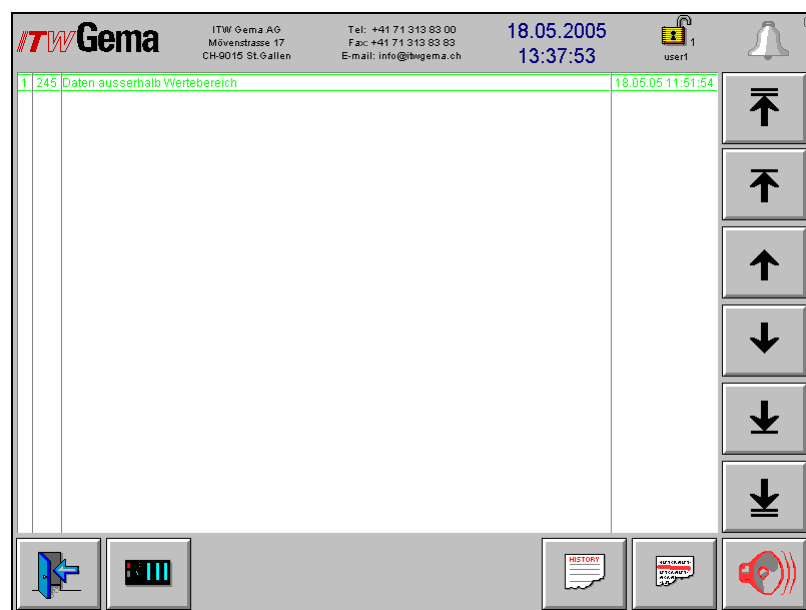 ITW Gema
ITW Gema AG
Mövenstrasse 17
CH-9015 St.Gallen
Tel: +41 71 313 83 00
Fax: +41 71 313 83 83
E-mail: info@itwgema.ch
18.05.2005
13:37:53
1
user1
1 245 Daten ausserhalb Wertebereich 18.05.05 11:51:54
HISTORY